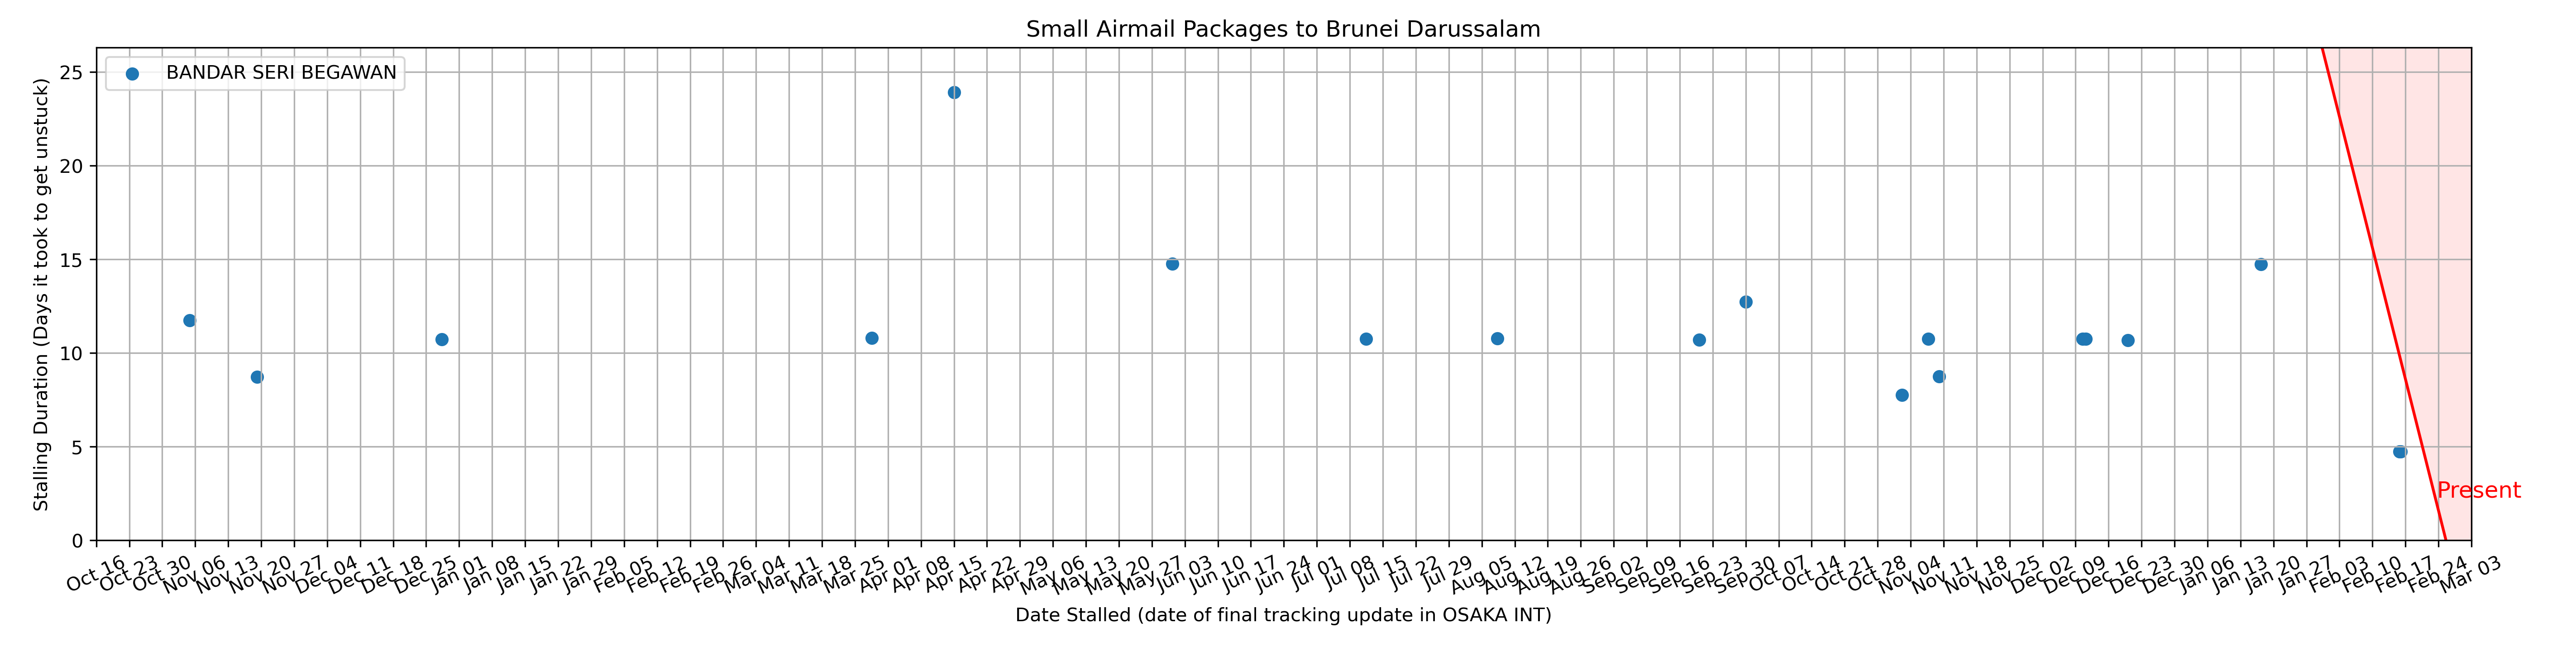 Small Airmail Packages to Brunei Darussalam
BANDAR SERI BEGAWAN
Stalling Duration (Days it took to get unstuck)
25
20
15
10
5
0
Present
Oct 16
Oct 23
Oct 30
Nov 06
Nov 13
Nov 20
Nov 27
Dec 04
Dec 11
Dec 18
Dec 25
Jan 01
Jan 08
Jan 15
Jan 22
Jan 29
Feb 05
Feb 12
Feb 19
Feb 26
Mar 04
Mar 11
Mar 18
Mar 25
Apr 01
Apr 08
Apr 15
Apr 22
Apr 29
May 06
May 13
May 20
May 27
Jun 03
Jun 10
Jun 17
Jun 24
Jul 01
Jul 08
Jul 15
Jul 22
Jul 29
Aug 05
Aug 12
Aug 19
Aug 26
Sep 02
Sep 09
Sep 16
Sep 23
Sep 30
Oct 07
Oct 14
Oct 21
Oct 28
Nov 04
Nov 11
Nov 18
Nov 25
Dec 02
Dec 09
Dec 16
Dec 23
Dec 30
Jan 06
Jan 13
Jan 20
Jan 27
Feb 03
Feb 10
Feb 17
Feb 24
Mar 03
Date Stalled (date of final tracking update in OSAKA INT)